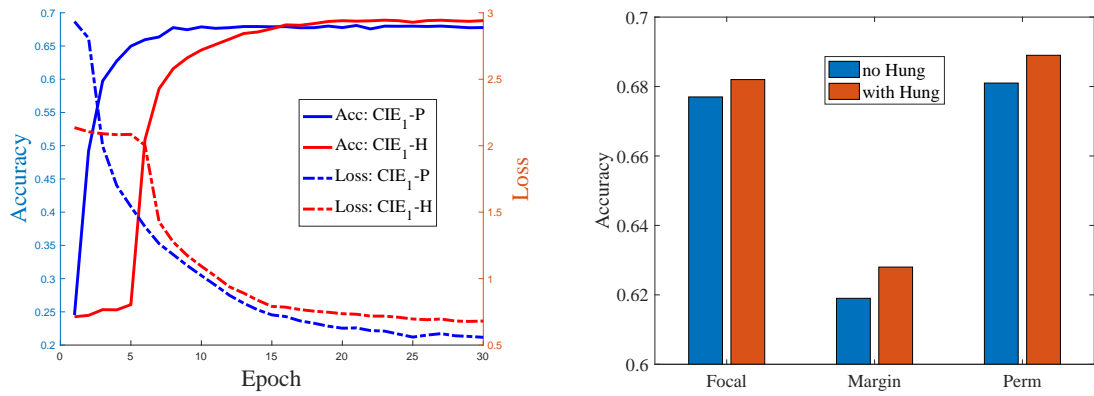 0.7
0.65
0.6
0.55
0.5
0.45
0.4
0.35
0.3
0.25
0.2
Accuracy
3
2.5
2
1.5
1
0.5
Loss
Acc: CIE₁-P
Acc: CIE₁-H
Loss: CIE₁-P
Loss: CIE₁-H
0 5 10 15 20 25 30
Epoch
0.7
0.68
0.66
0.64
0.62
0.6
Accuracy
no Hung
with Hung
Focal Margin Perm